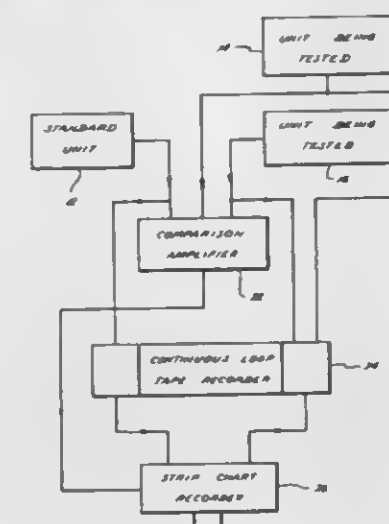 UNIT BEING
TESTED
STANDARD
UNIT
UNIT BEING
TESTED
COMPARISON
AMPLIFIER
CONTINUOUS LOOP
TAPE RECORDER
STRIP CHART
RECORDER